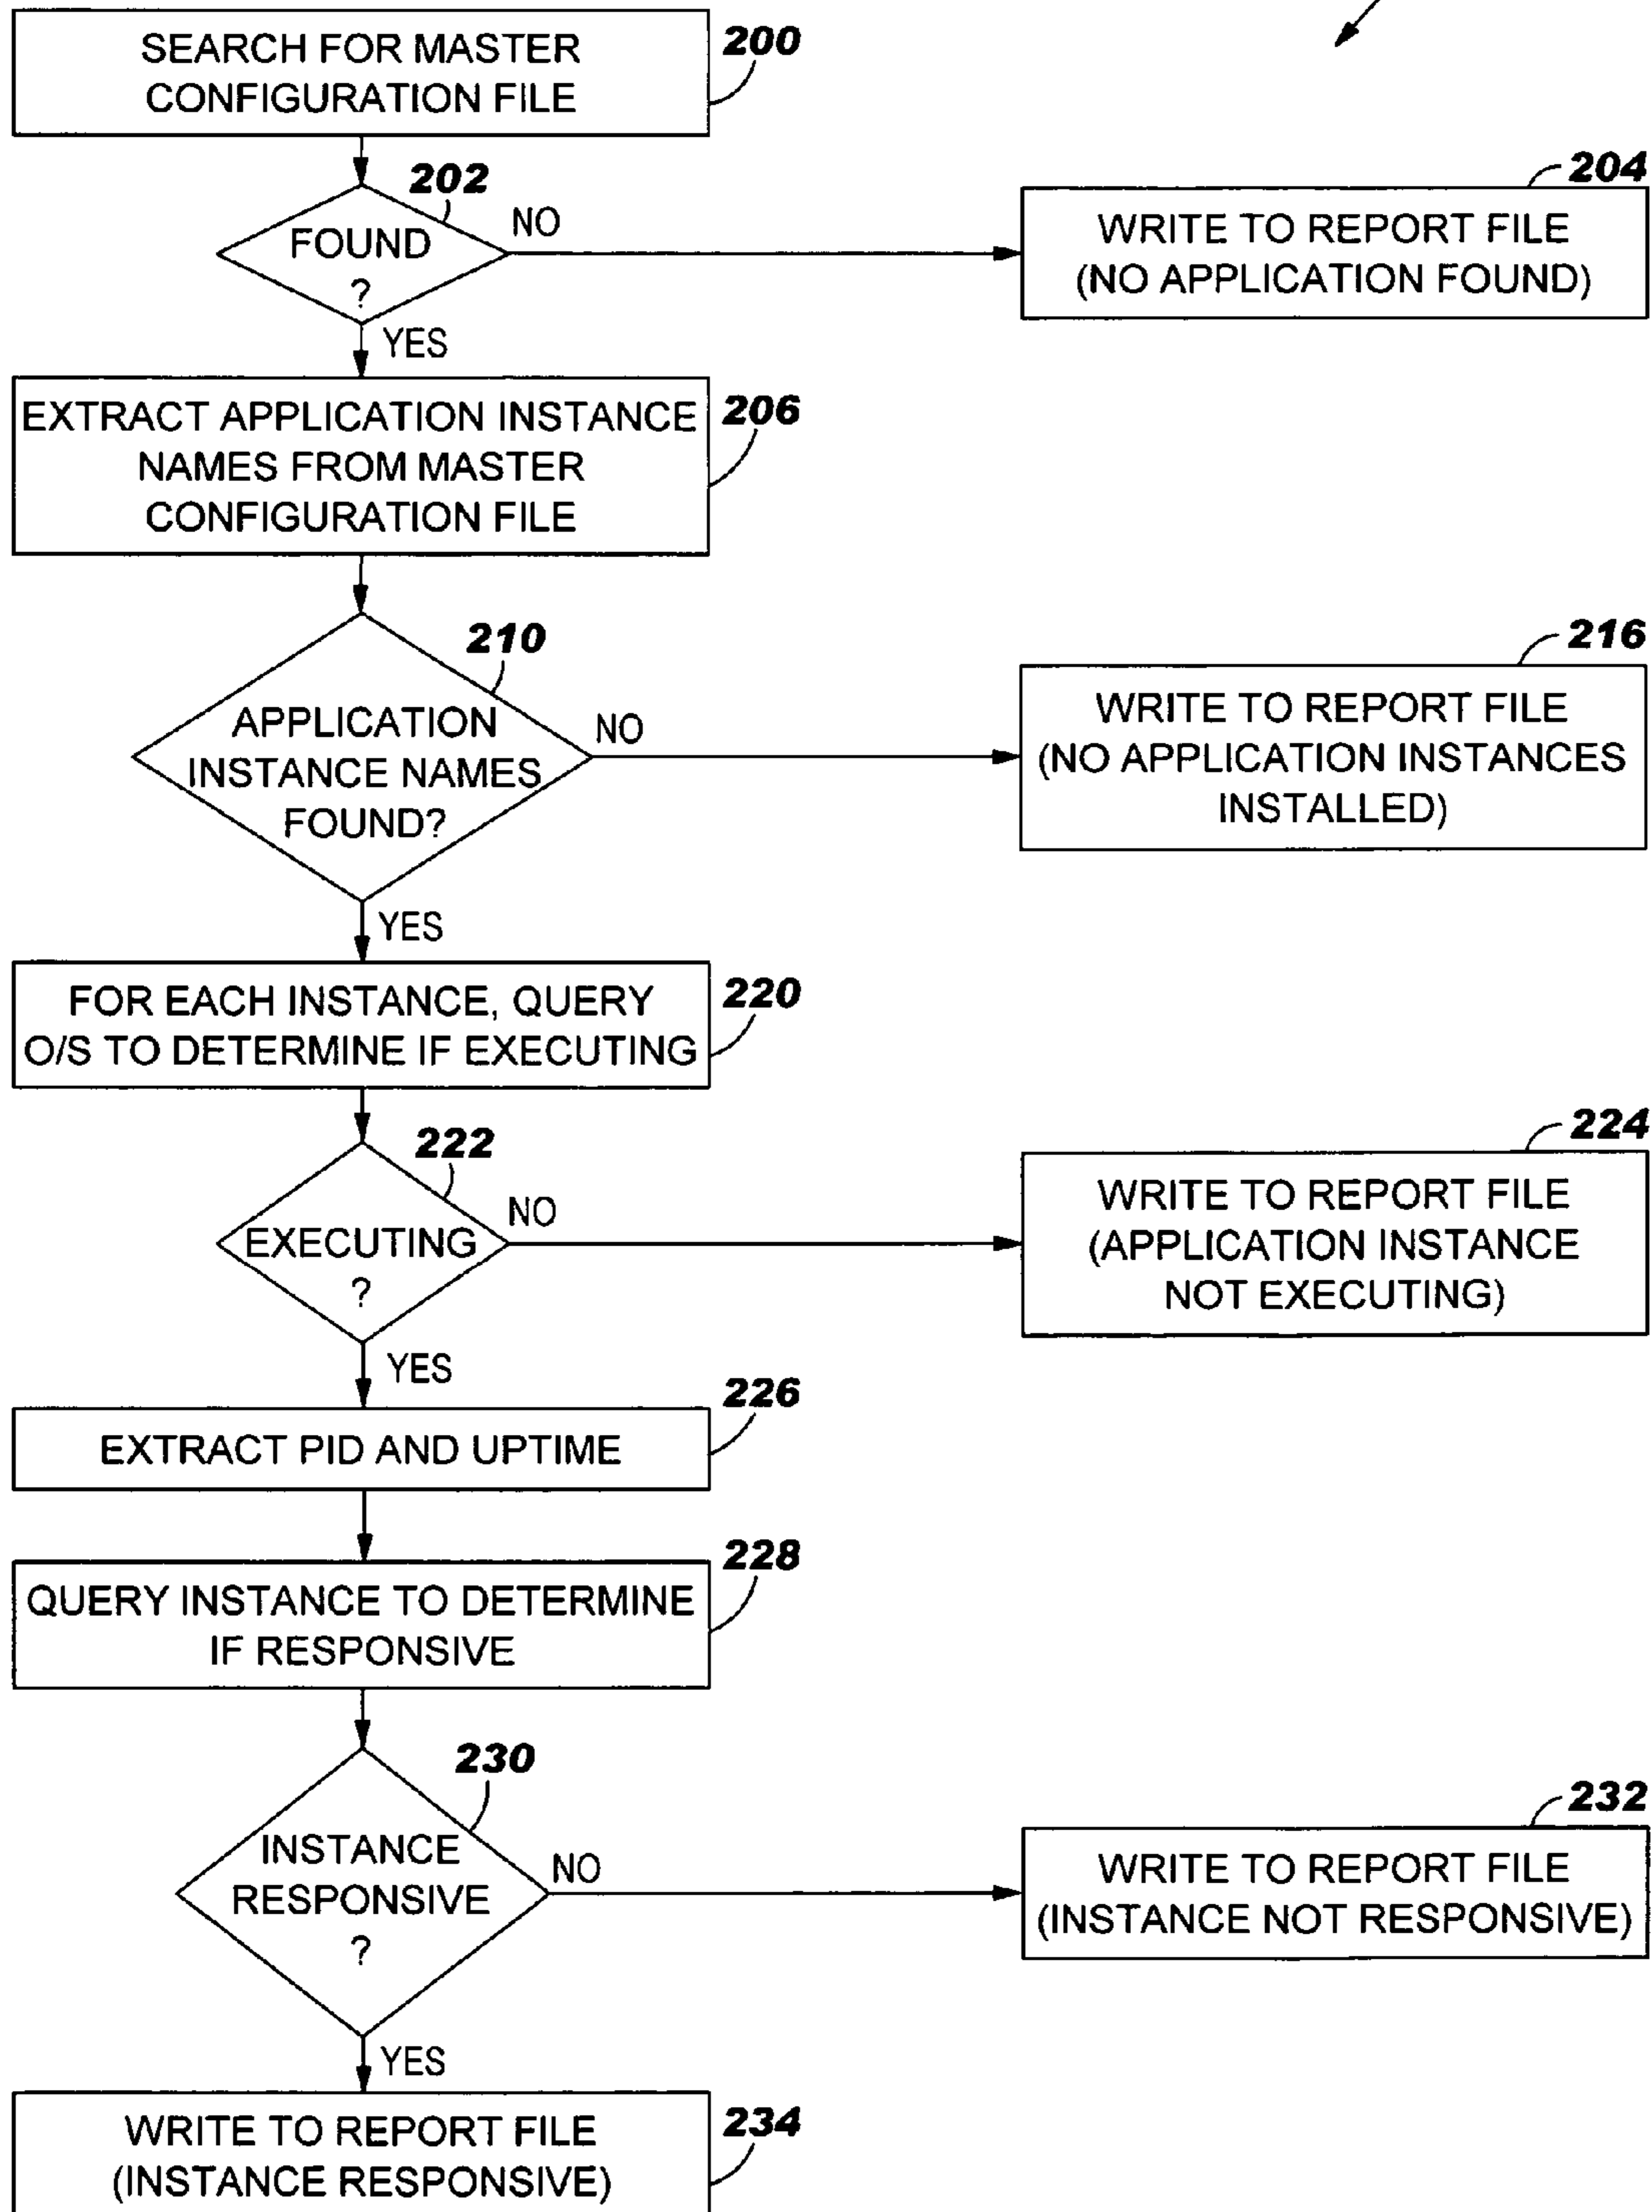 SEARCH FOR MASTER
CONFIGURATION FILE
200
202
FOUND
?
NO
204
WRITE TO REPORT FILE
(NO APPLICATION FOUND)
YES
EXTRACT APPLICATION INSTANCE
NAMES FROM MASTER
CONFIGURATION FILE
206
210
APPLICATION
INSTANCE NAMES
FOUND?
NO
216
WRITE TO REPORT FILE
(NO APPLICATION INSTANCES
INSTALLED)
YES
FOR EACH INSTANCE, QUERY
O/S TO DETERMINE IF EXECUTING
220
222
EXECUTING
?
NO
224
WRITE TO REPORT FILE
(APPLICATION INSTANCE
NOT EXECUTING)
YES
226
EXTRACT PID AND UPTIME
228
QUERY INSTANCE TO DETERMINE
IF RESPONSIVE
230
INSTANCE
RESPONSIVE
?
NO
232
WRITE TO REPORT FILE
(INSTANCE NOT RESPONSIVE)
YES
WRITE TO REPORT FILE
(INSTANCE RESPONSIVE)
234